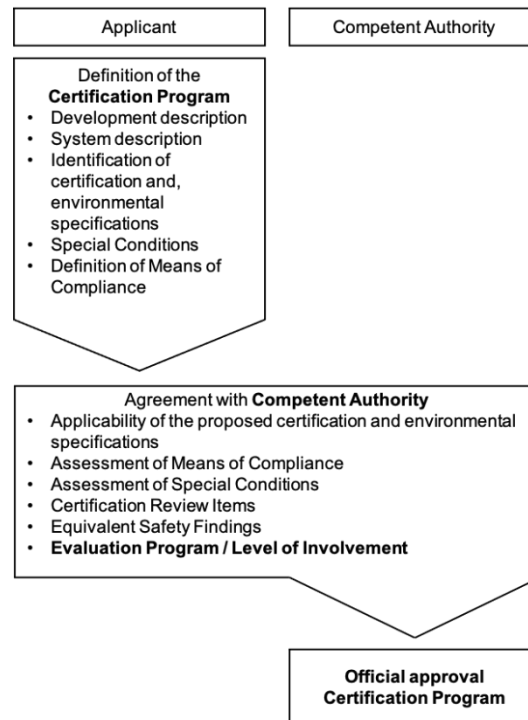 Applicant
Competent Authority
Definition of the
Certification Program
• Development description
• System description
• Identification of
certification and,
environmental
specifications
• Special Conditions
• Definition of Means of
Compliance
Agreement with Competent Authority
• Applicability of the proposed certification and environmental
specifications
• Assessment of Means of Compliance
• Assessment of Special Conditions
• Certification Review Items
• Equivalent Safety Findings
• Evaluation Program / Level of Involvement
Official approval
Certification Program